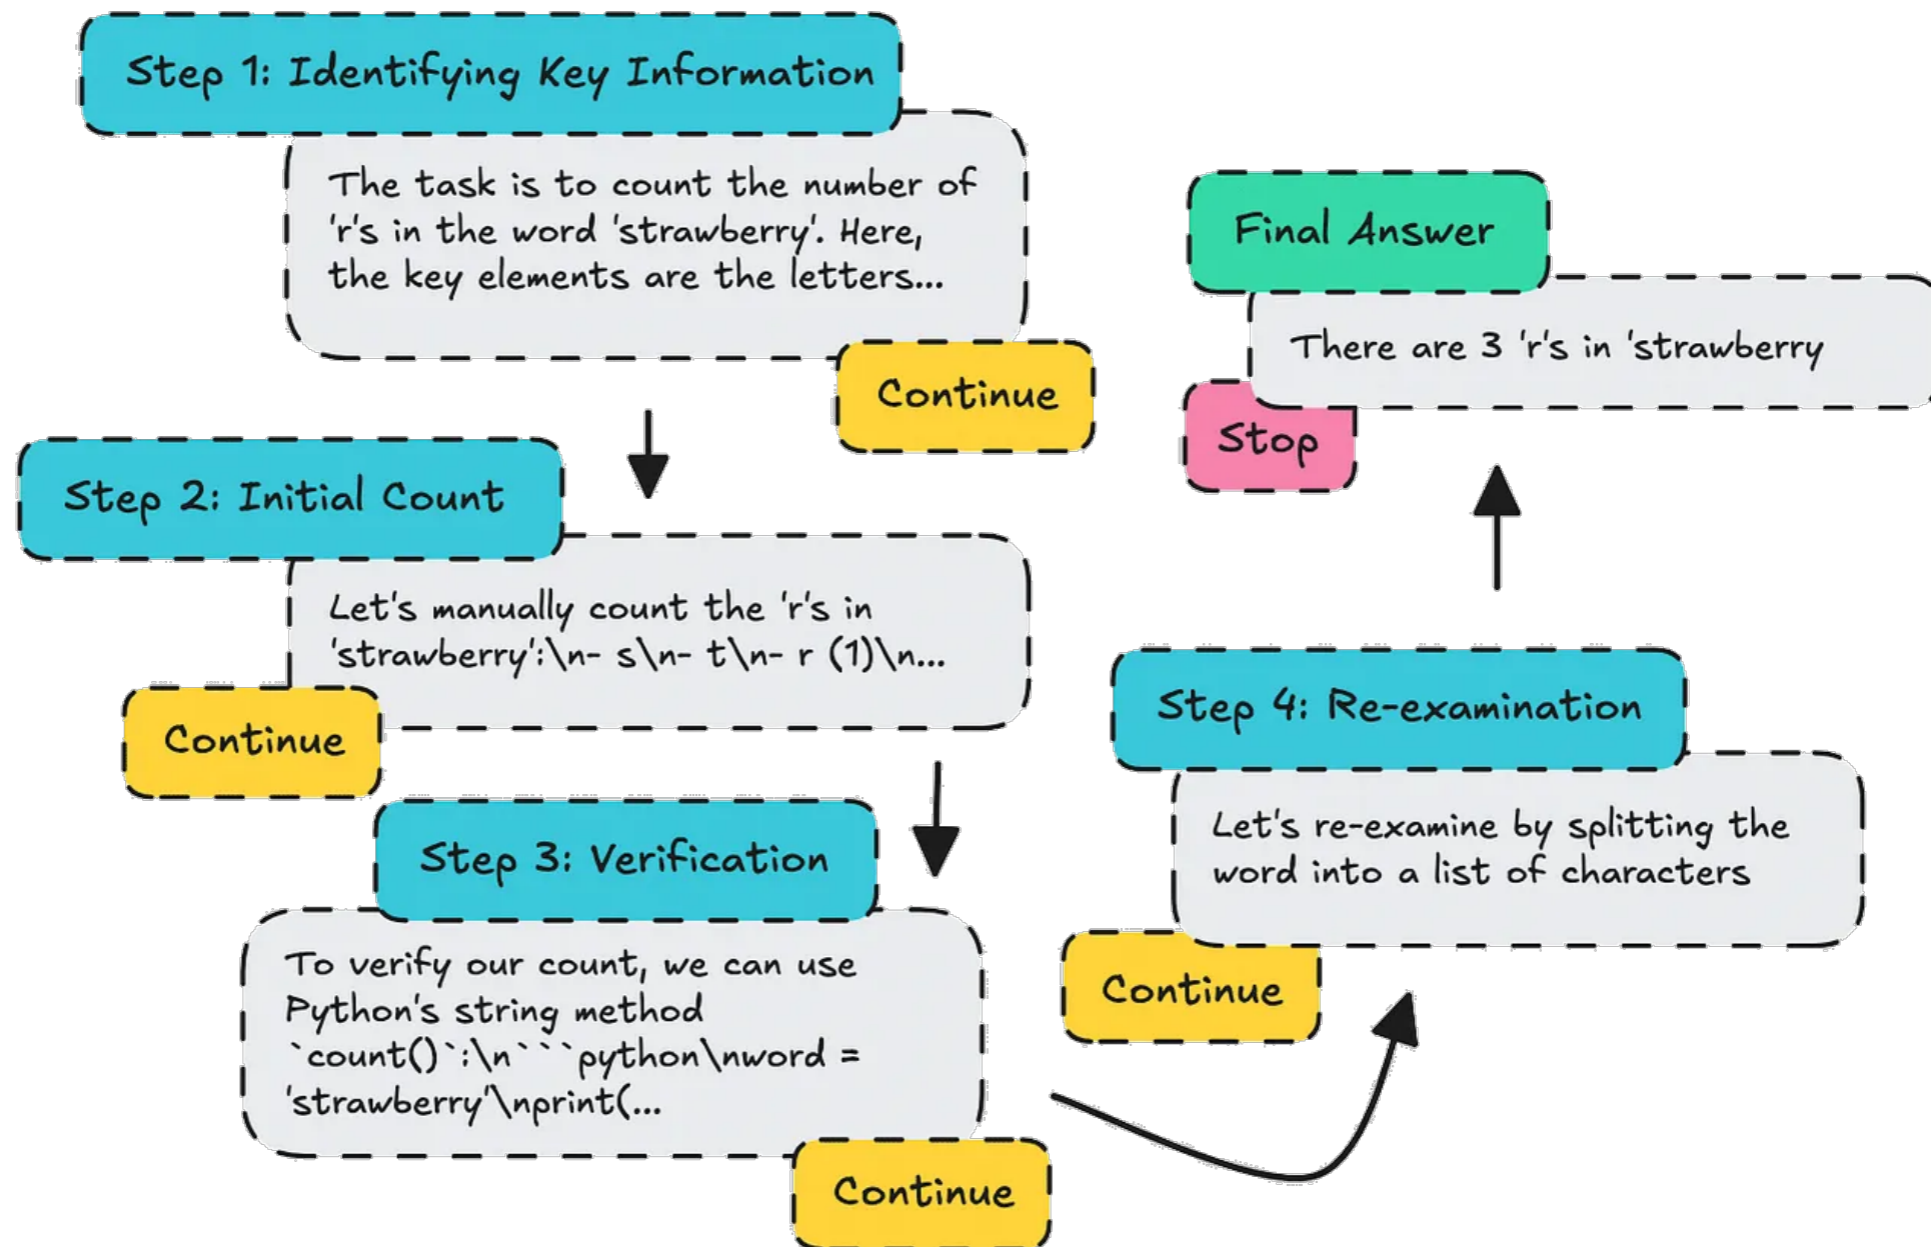 Step 1: Identifying Key Information
The task is to count the number of
'r's in the word 'strawberry'. Here,
the key elements are the letters...
Continue
Step 2: Initial Count
Let's manually count the 'r's in
'strawberry':\n- s\n- t\n- r (1)\n...
Continue
Step 3: Verification
To verify our count, we can use
Python's string method
`count()`:\n```python\nword =
'strawberry'\nprint(...
Continue
Step 4: Re-examination
Let's re-examine by splitting the
word into a list of characters
Continue
Final Answer
There are 3 'r's in 'strawberry
Stop